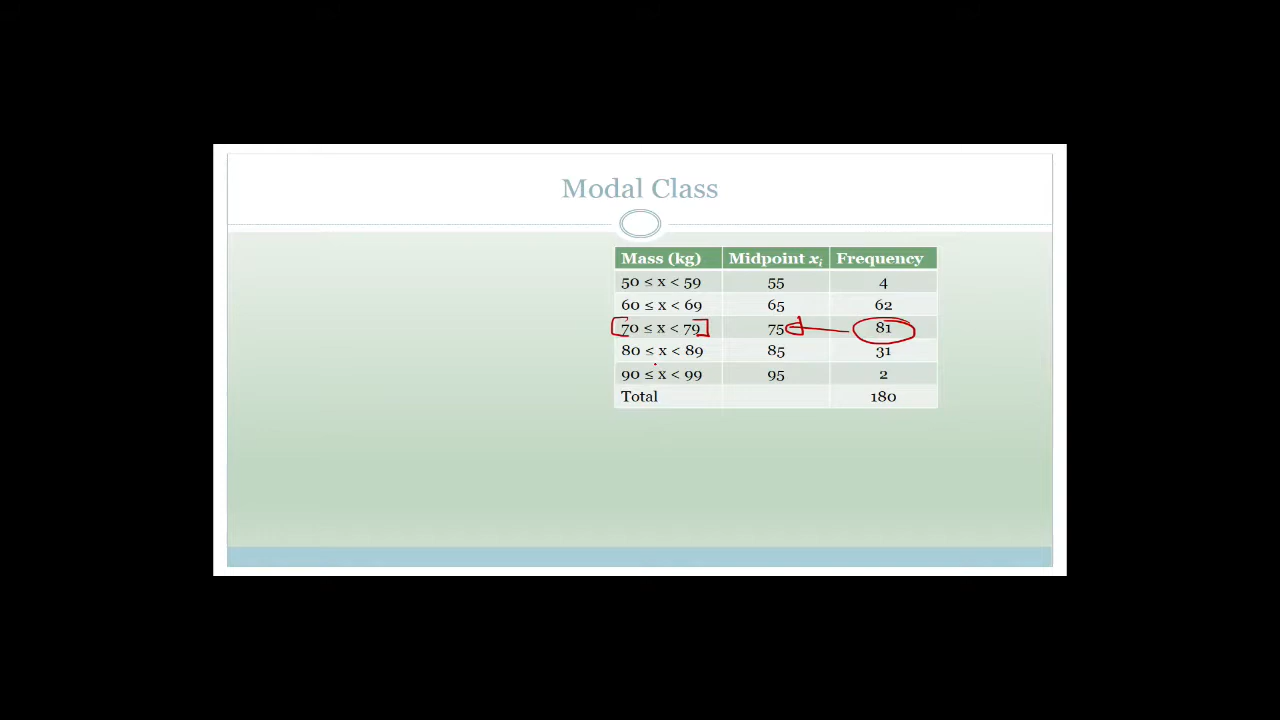 Modal Class
Mass (kg) Midpoint xᵢ Frequency
50 ≤ x < 59 55 4
60 ≤ x < 69 65 62
70 ≤ x < 79 75 81
80 ≤ x < 89 85 31
90 ≤ x < 99 95 2
Total 180